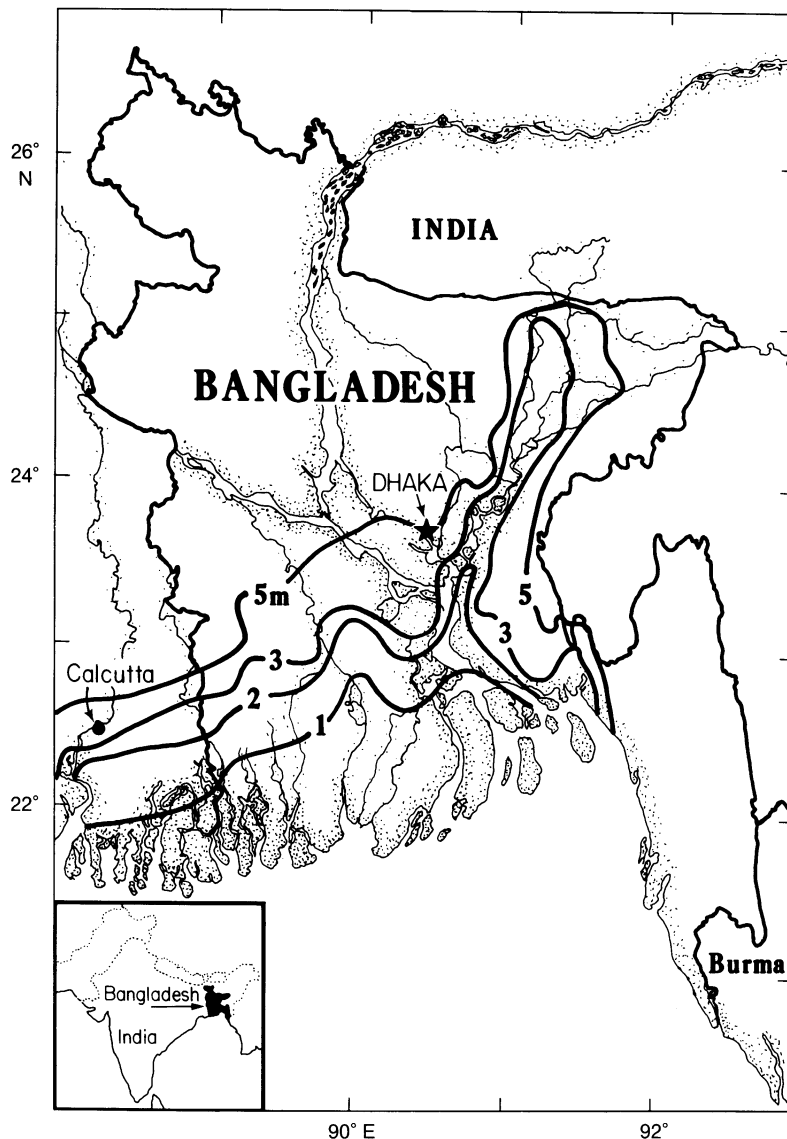 26°
N
INDIA
BANGLADESH
24°
DHAKA
5m
5
3
3
Calcutta
2
1
22°
Burma
Bangladesh
India
90° E
92°